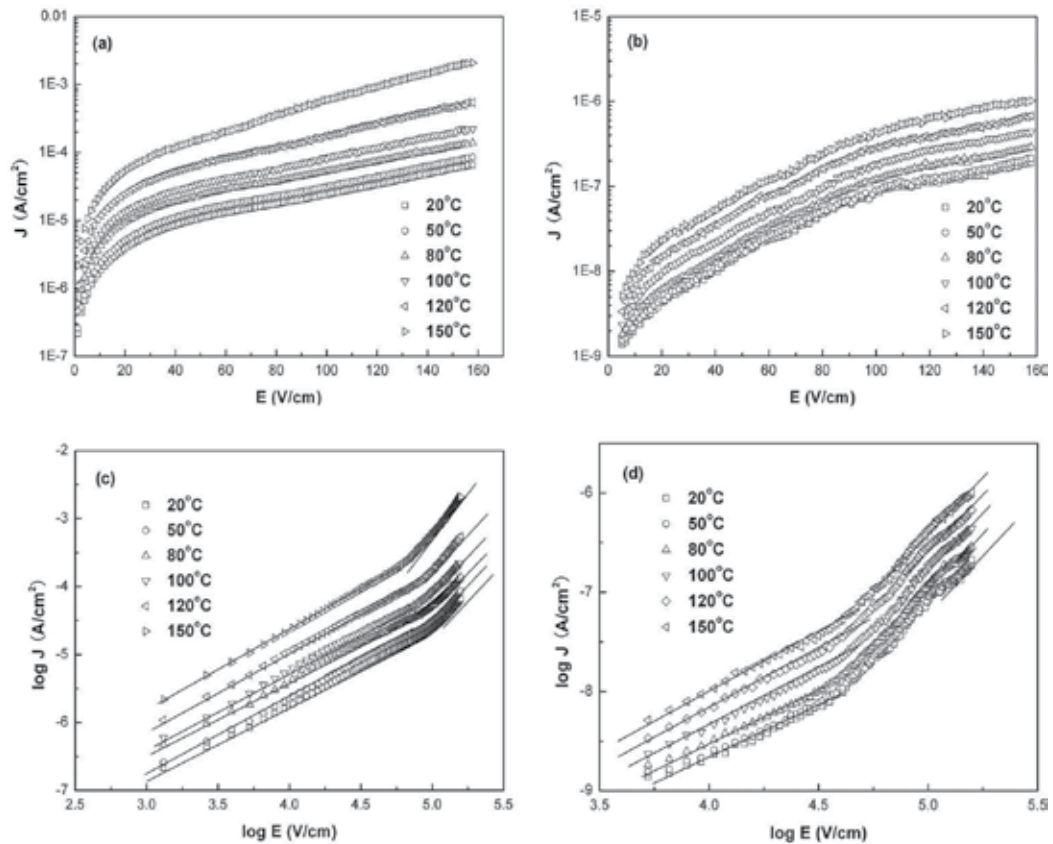 (a)
0.01
1E-3
1E-4
1E-5
1E-6
1E-7
J (A/cm²)
0 20 40 60 80 100 120 140 160
E (V/cm)
20°C
50°C
80°C
100°C
120°C
150°C
(b)
1E-5
1E-6
1E-7
1E-8
1E-9
J (A/cm²)
0 20 40 60 80 100 120 140 160
E (V/cm)
20°C
50°C
80°C
100°C
120°C
150°C
(c)
-2
-3
-4
-5
-6
-7
log J (A/cm²)
2.5 3.0 3.5 4.0 4.5 5.0 5.5
log E (V/cm)
20°C
50°C
80°C
100°C
120°C
150°C
(d)
-6
-7
-8
-9
log J (A/cm²)
3.5 4.0 4.5 5.0 5.5
log E (V/cm)
20°C
50°C
80°C
100°C
120°C
150°C